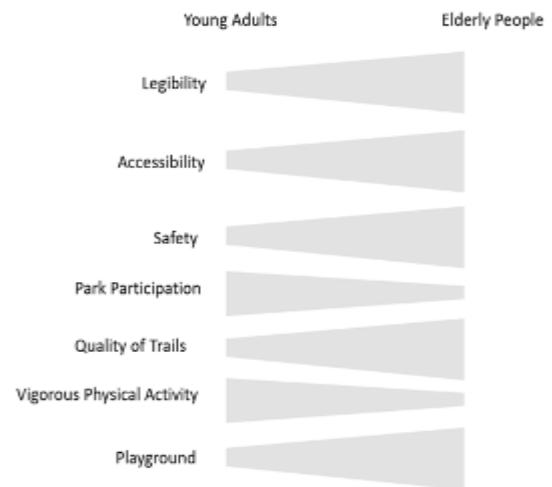 Young Adults Elderly People
Legibility
Accessibility
Safety
Park Participation
Quality of Trails
Vigorous Physical Activity
Playground